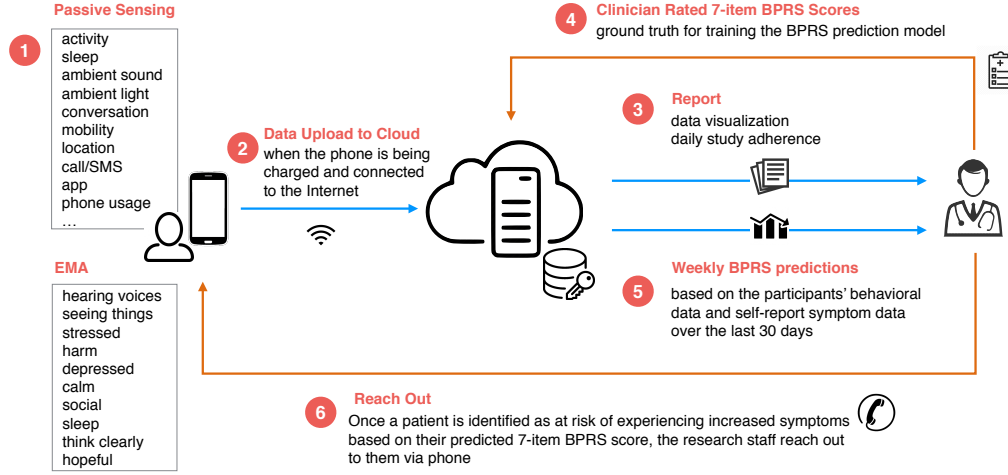 Passive Sensing
1
activity
sleep
ambient sound
ambient light
conversation
mobility
location
call/SMS
app
phone usage
...
EMA
hearing voices
seeing things
stressed
harm
depressed
calm
social
sleep
think clearly
hopeful
2
Data Upload to Cloud
when the phone is being
charged and connected
to the Internet
3
Report
data visualization
daily study adherence
4
Clinician Rated 7-item BPRS Scores
ground truth for training the BPRS prediction model
5
Weekly BPRS predictions
based on the participants' behavioral
data and self-report symptom data
over the last 30 days
6
Reach Out
Once a patient is identified as at risk of experiencing increased symptoms
based on their predicted 7-item BPRS score, the research staff reach out
to them via phone